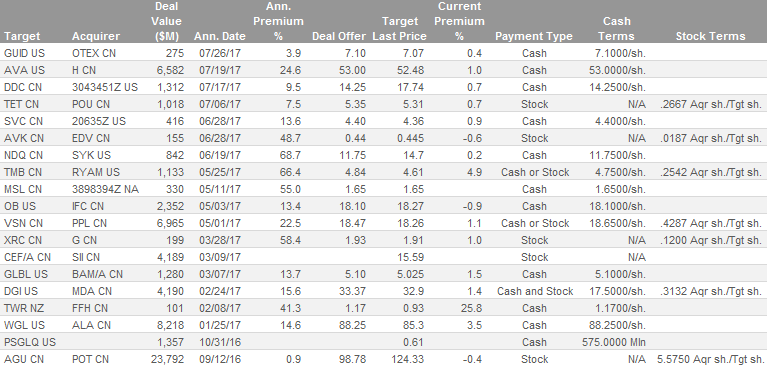 Deal Ann. Current
Value Premium Target Premium Cash
Target Acquirer ($M) Ann. Date % Deal Offer Last Price % Payment Type Terms Stock Terms
GUID US OTEX CN 275 07/26/17 3.9 7.10 7.07 0.4 Cash 7.1000/sh.
AVA US H CN 6,582 07/19/17 24.6 53.00 52.48 1.0 Cash 53.0000/sh.
DDC CN 3043451Z US 1,312 07/17/17 9.5 14.25 17.74 0.7 Cash 14.2500/sh.
TET CN POU CN 1,018 07/06/17 7.5 5.35 5.31 0.7 Stock N/A .2667 Aqr sh./Tgt sh.
SVC CN 20635Z US 416 06/28/17 13.6 4.40 4.36 0.9 Cash 4.4000/sh.
AVK CN EDV CN 155 06/28/17 48.7 0.44 0.445 -0.6 Stock N/A .0187 Aqr sh./Tgt sh.
NDQ CN SYK US 842 06/19/17 68.7 11.75 14.7 0.2 Cash 11.7500/sh.
TMB CN RYAM US 1,133 05/25/17 66.4 4.84 4.61 4.9 Cash or Stock 4.7500/sh. .2542 Aqr sh./Tgt sh.
MSL CN 3898394Z NA 330 05/11/17 55.0 1.65 1.65 Cash 1.6500/sh.
OB US IFC CN 2,352 05/03/17 13.4 18.10 18.27 -0.9 Cash 18.1000/sh.
VSN CN PPL CN 6,965 05/01/17 22.5 18.47 18.26 1.1 Cash or Stock 18.6500/sh. .4287 Aqr sh./Tgt sh.
XRC CN G CN 199 03/28/17 58.4 1.93 1.91 1.0 Stock N/A .1200 Aqr sh./Tgt sh.
CEF/A CN SII CN 4,189 03/09/17 15.59 Stock N/A
GLBL US BAM/A CN 1,280 03/07/17 13.7 5.10 5.025 1.5 Cash 5.1000/sh.
DGI US MDA CN 4,190 02/24/17 15.6 33.37 32.9 1.4 Cash and Stock 17.5000/sh. .3132 Aqr sh./Tgt sh.
TWR NZ FFH CN 101 02/08/17 41.3 1.17 0.93 25.8 Cash 1.1700/sh.
WGL US ALA CN 8,218 01/25/17 14.6 88.25 85.3 3.5 Cash 88.2500/sh.
PSGLQ US 1,357 10/31/16 0.61 Cash 575.0000 Mln
AGU CN POT CN 23,792 09/12/16 0.9 98.78 124.33 -0.4 Stock N/A 5.5750 Aqr sh./Tgt sh.